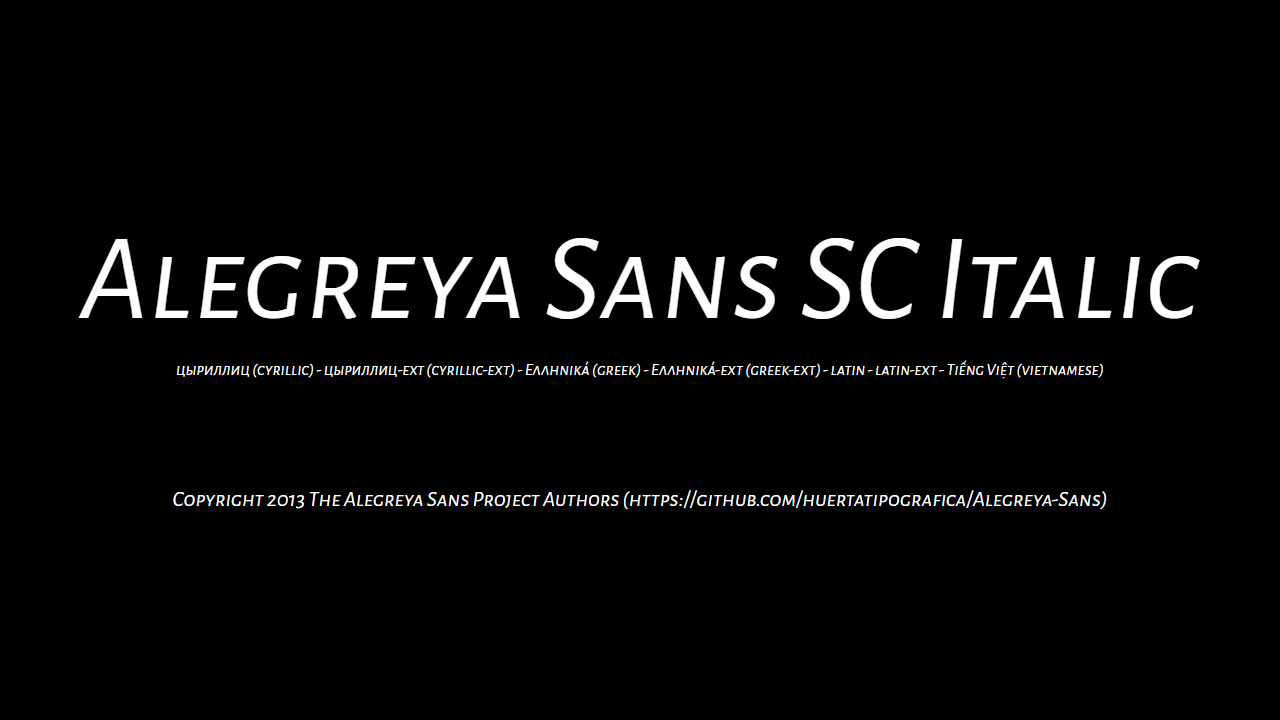 Alegreya Sans SC Italic
цыриллиц (cyrillic) - цыриллиц-ext (cyrillic-ext) - Ελληνικά (greek) - Ελληνικά-ext (greek-ext) - latin - latin-ext - Tiếng Việt (vietnamese)
Copyright 2013 The Alegreya Sans Project Authors (https://github.com/huertatipografica/Alegreya-Sans)